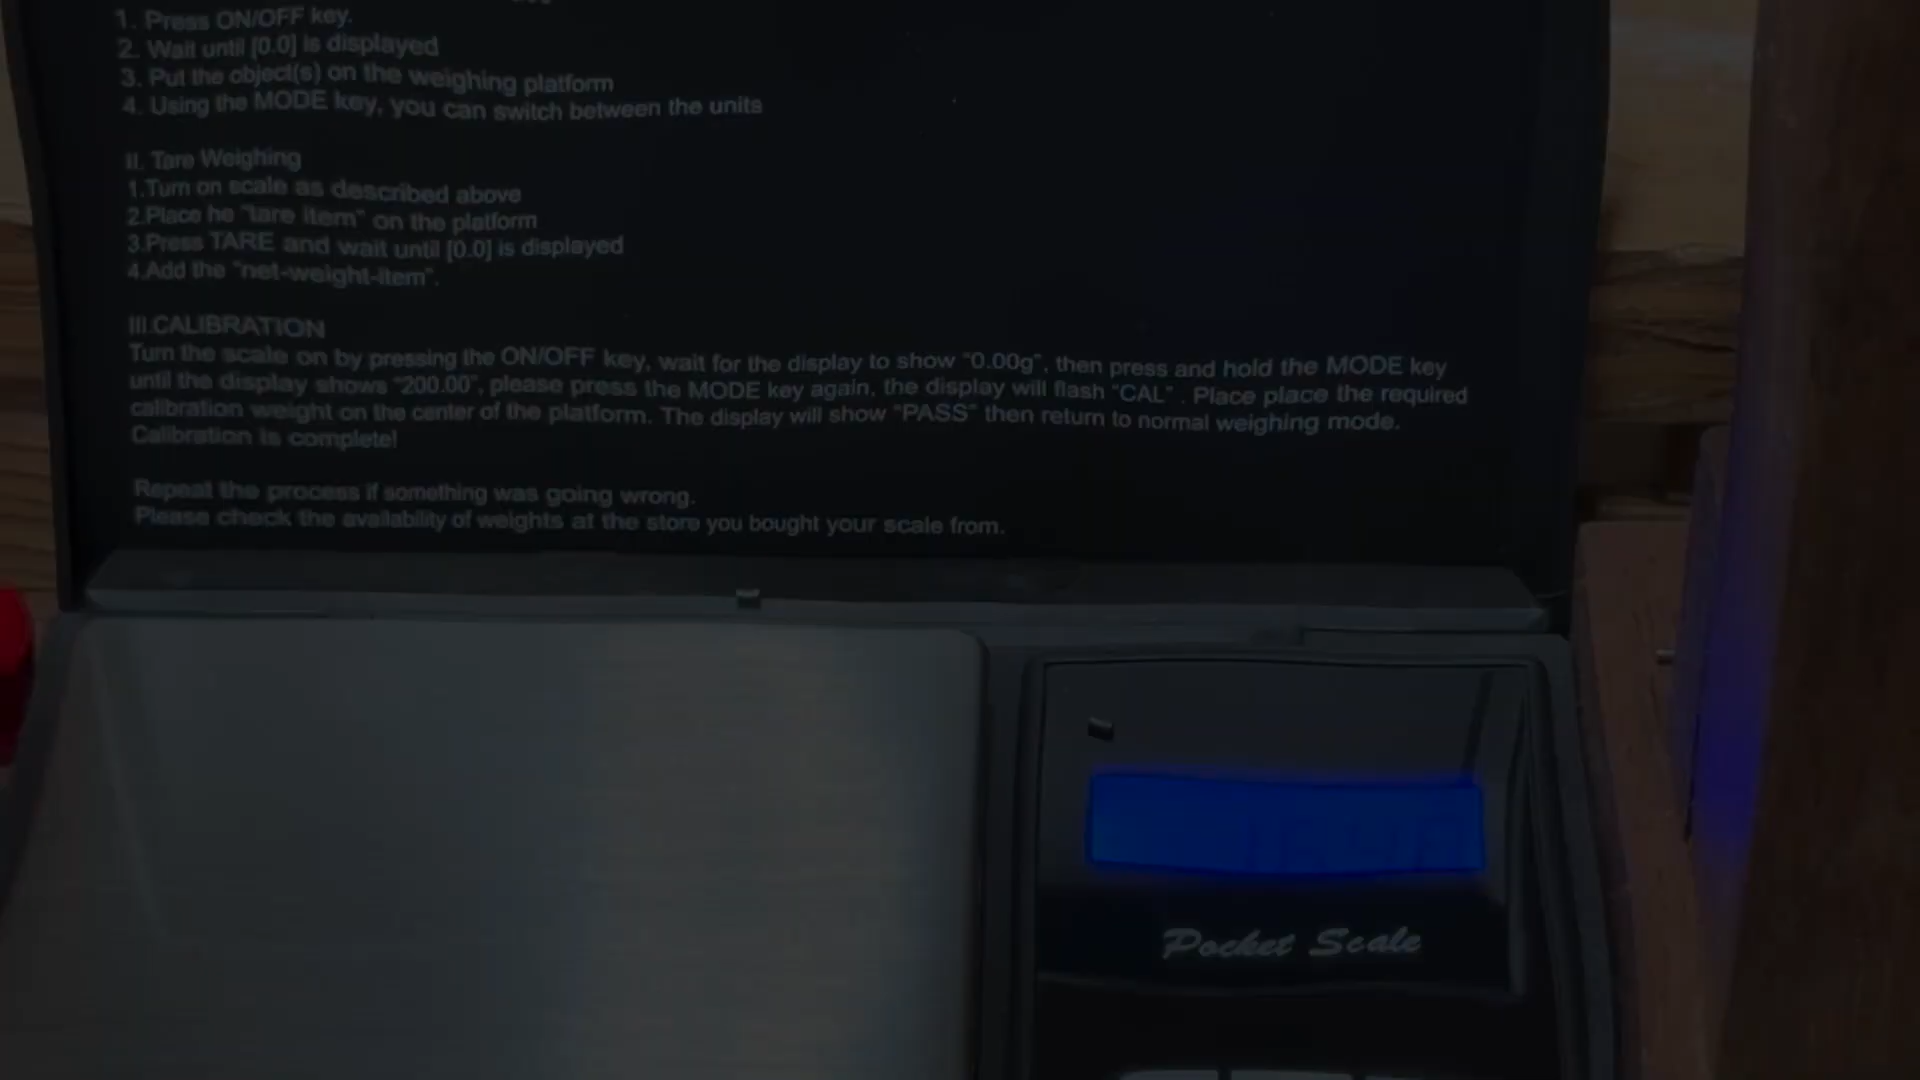 1. Press ON/OFF key.
2. Wait until [0.0] is displayed
3. Put the object(s) on the weighing platform
4. Using the MODE key, you can switch between the units
II. Tare Weighing
1.Turn on scale as described above
2.Place he "tare item" on the platform
3.Press TARE and wait until [0.0] is displayed
4.Add the "net-weight-item".
III.CALIBRATION
Turn the scale on by pressing the ON/OFF key, wait for the display to show "0.00g", then press and hold the MODE key
until the display shows "200.00", please press the MODE key again, the display will flash "CAL" . Place place the required
calibration weight on the center of the platform. The display will show "PASS" then return to normal weighing mode.
Calibration is complete!
Repeat the process if something was going wrong.
Please check the availability of weights at the store you bought your scale from.
Pocket Scale